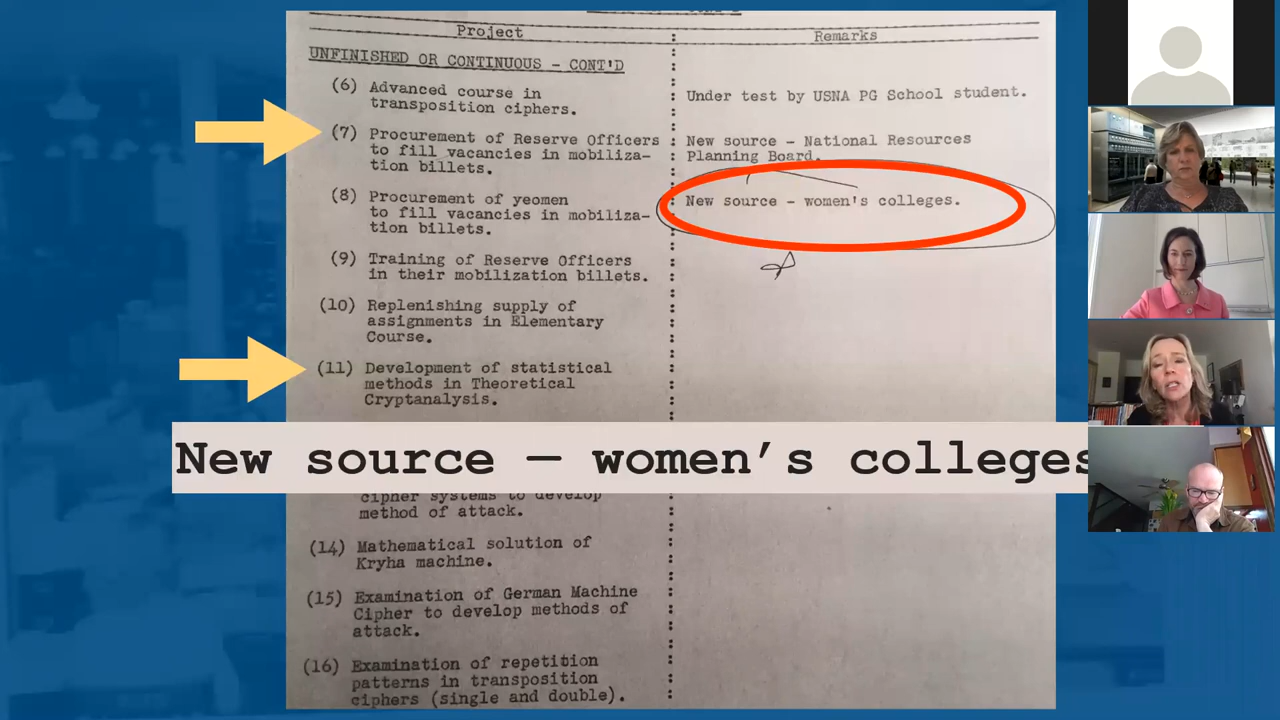 Project
Remarks
UNFINISHED OR CONTINUOUS - CONT'D
(6) Advanced course in
transposition ciphers.
Under test by USNA PG School student.
(7) Procurement of Reserve Officers
to fill vacancies in mobiliza-
tion billets.
New source - National Resources
Planning Board.
(8) Procurement of yeomen
to fill vacancies in mobiliza-
tion billets.
New source - women's colleges.
(9) Training of Reserve Officers
in their mobilization billets.
(10) Replenishing supply of
assignments in Elementary
Course.
(11) Development of statistical
methods in Theoretical
Cryptanalysis.
New source – women’s colleges
cipher systems to develop
method of attack.
(14) Mathematical solution of
Kryha machine.
(15) Examination of German Machine
Cipher to develop methods of
attack.
(16) Examination of repetition
patterns in transposition
ciphers (single and double).